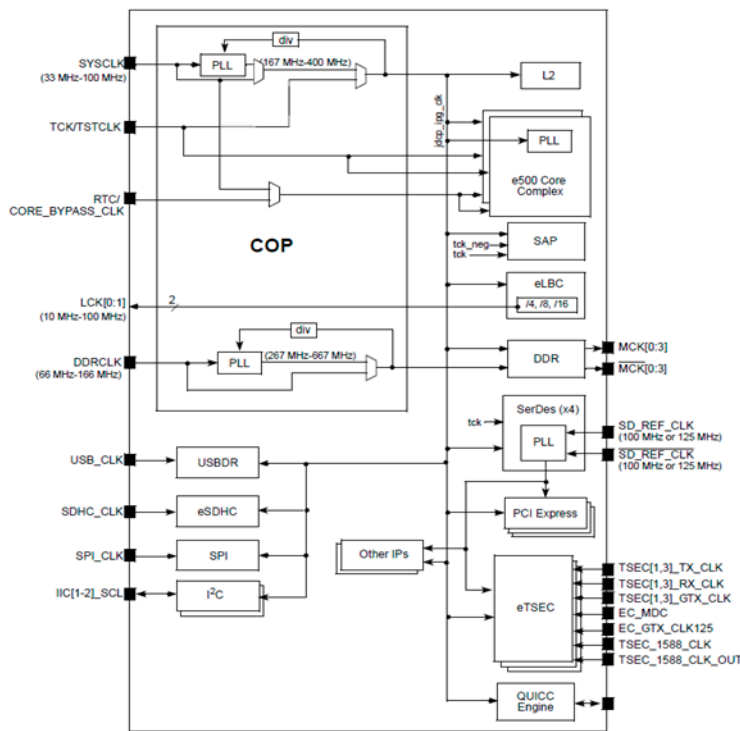 div
SYSCLK
(33 MHz-100 MHz)
PLL
(167 MHz-400 MHz)
L2
TCK/TSTCLK
jdcp_ipg_clk
PLL
e500 Core
Complex
RTC/
CORE_BYPASS_CLK
COP
SAP
tck_neg
tck
eLBC
/4, /8, /16
LCK[0:1]
(10 MHz-100 MHz)
2
div
DDRCLK
(66 MHz-166 MHz)
PLL
(267 MHz-667 MHz)
DDR
MCK[0:3]
MCK[0:3]
SerDes (x4)
tck
PLL
SD_REF_CLK
(100 MHz or 125 MHz)
SD_REF_CLK
(100 MHz or 125 MHz)
USB_CLK
USBDR
SDHC_CLK
eSDHC
PCI Express
SPI_CLK
SPI
Other IPs
IIC[1-2]_SCL
I²C
eTSEC
TSEC[1,3]_TX_CLK
TSEC[1,3]_RX_CLK
TSEC[1,3]_GTX_CLK
EC_MDC
EC_GTX_CLK125
TSEC_1588_CLK
TSEC_1588_CLK_OUT
QUICC
Engine